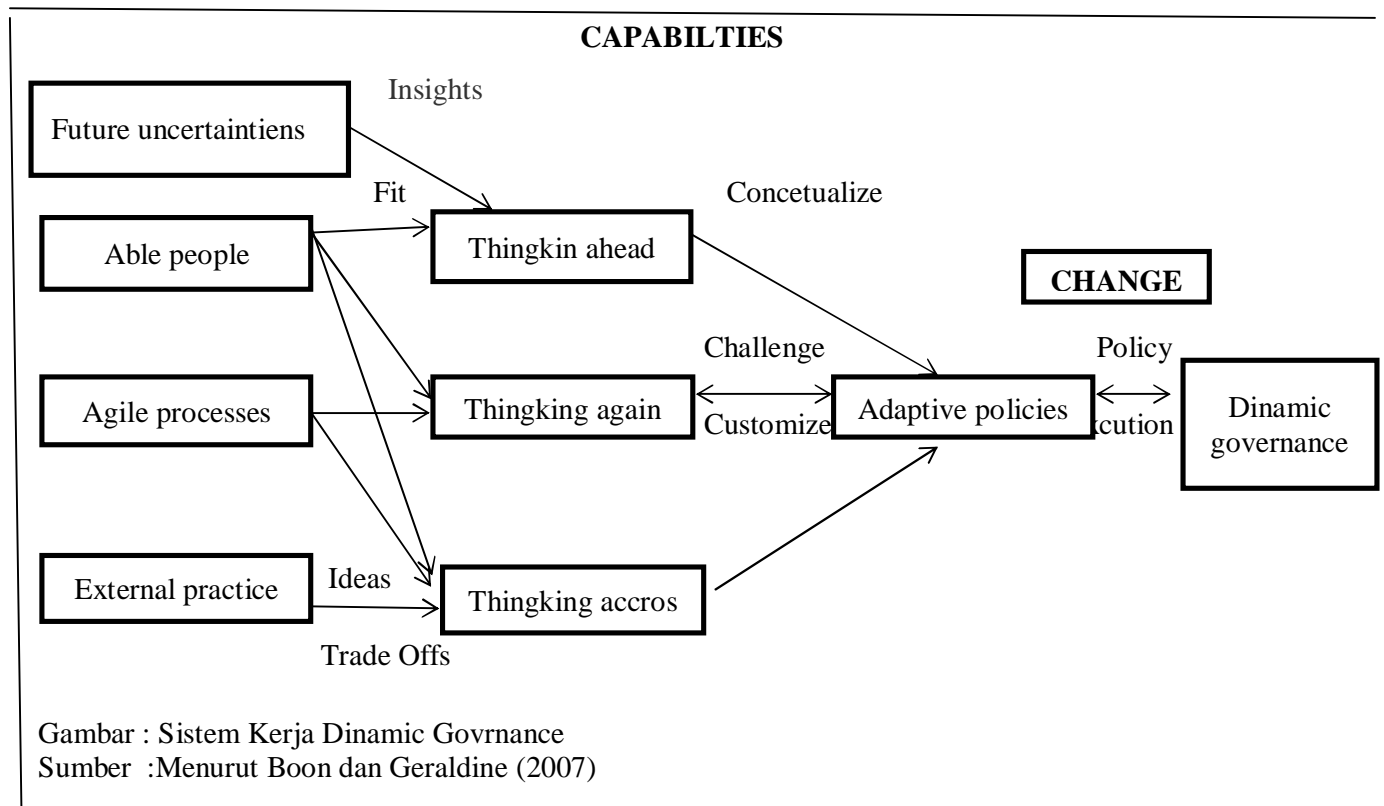 CAPABILTIES
Insights
Future uncertaintiens
Fit
Concetualize
Able people
Thingkin ahead
CHANGE
Challenge
Policy
Agile processes
Thingking again
Adaptive policies
Dinamic
governance
Customize
xcution
External practice
Ideas
Thingking accros
Trade Offs
Gambar : Sistem Kerja Dinamic Govrnance
Sumber :Menurut Boon dan Geraldine (2007)